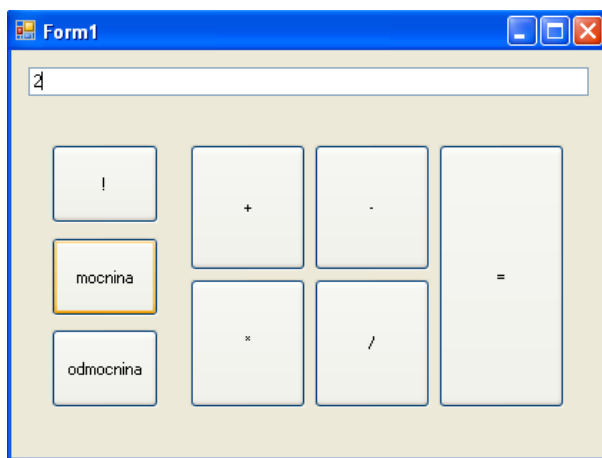 Form1
2
!
mocnina
odmocnina
+
-
*
/
=